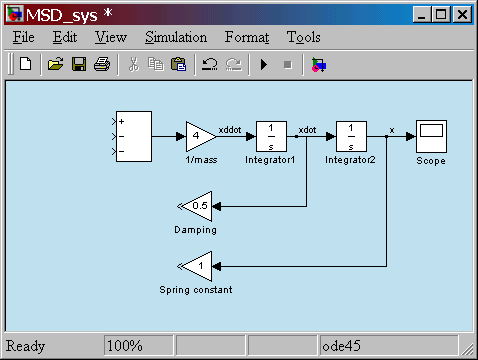 MSD_sys *
File Edit View Simulation Format Tools
+
−
−
4
xddot
1
s
xdot
1
s
x
1/mass
Integrator1
Integrator2
Scope
0.5
Damping
1
Spring constant
Ready 100% ode45